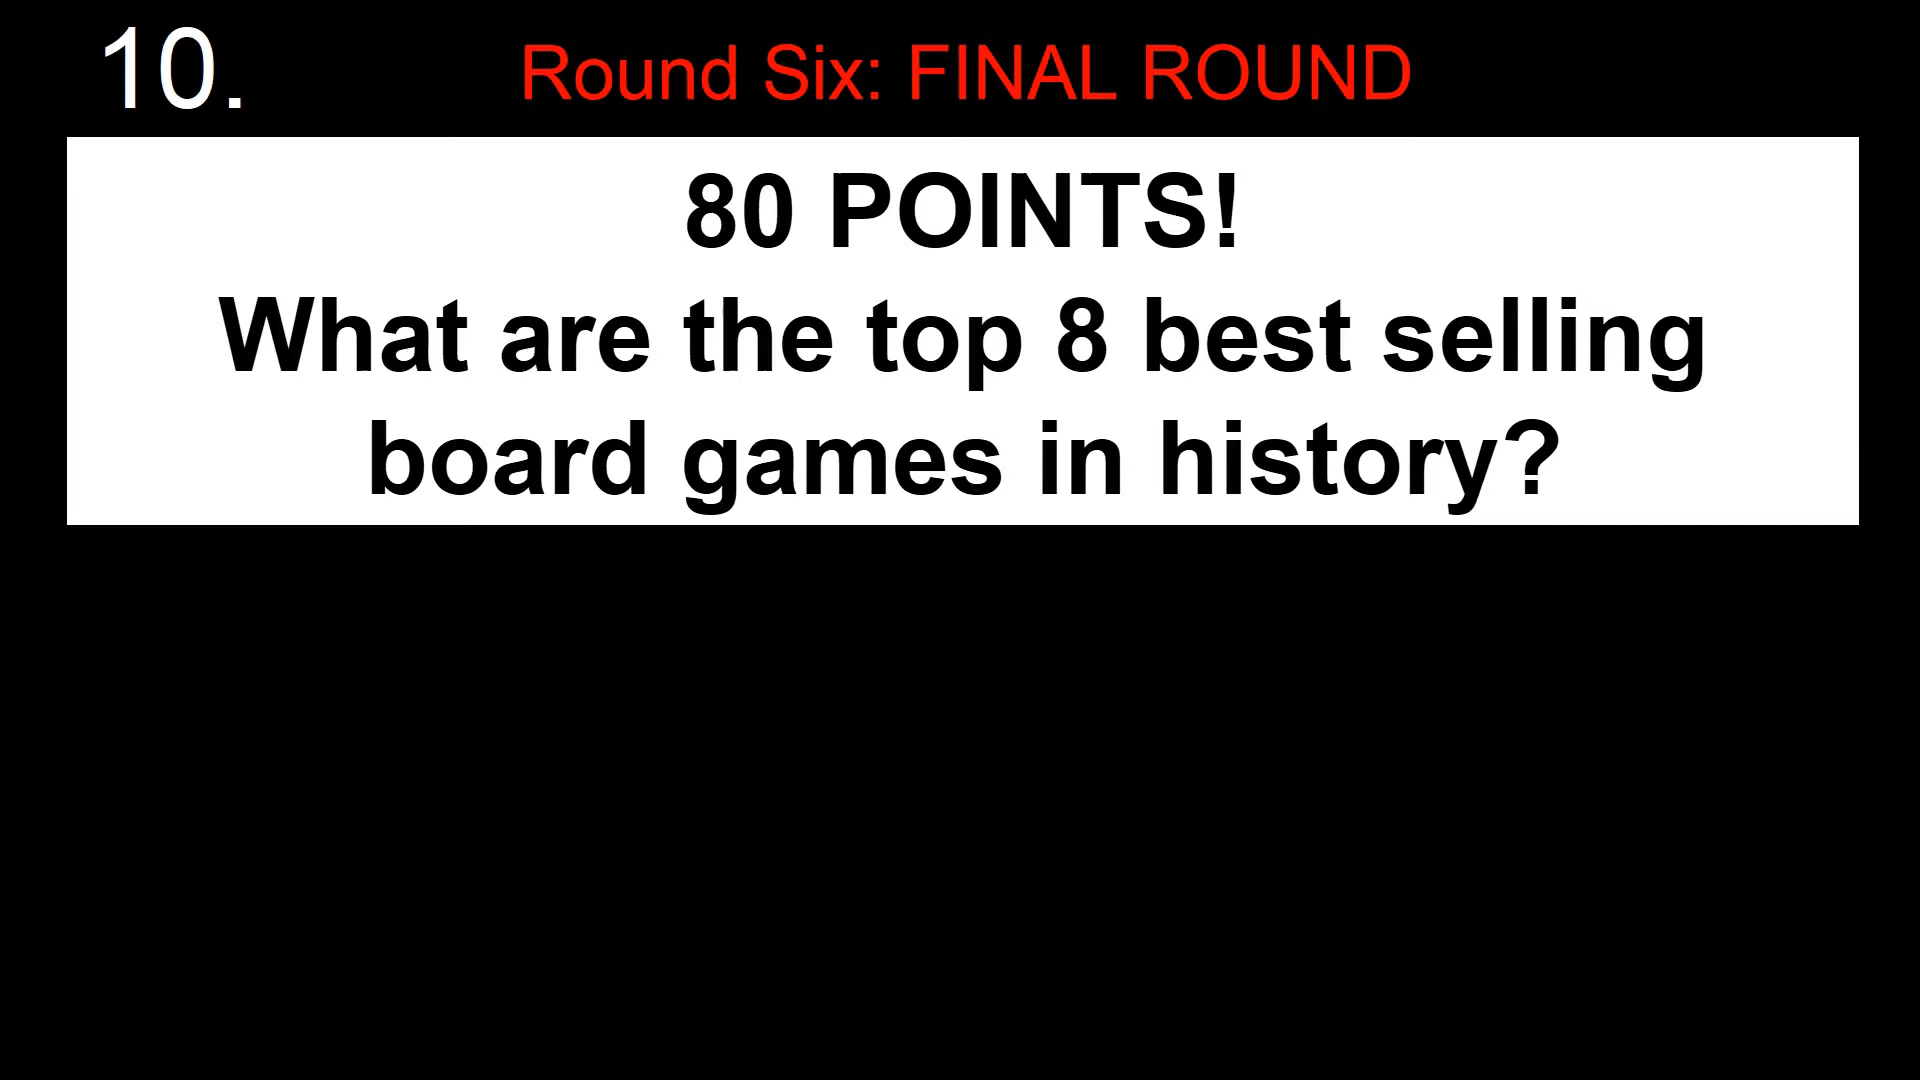 10.
Round Six: FINAL ROUND
80 POINTS!
What are the top 8 best selling
board games in history?